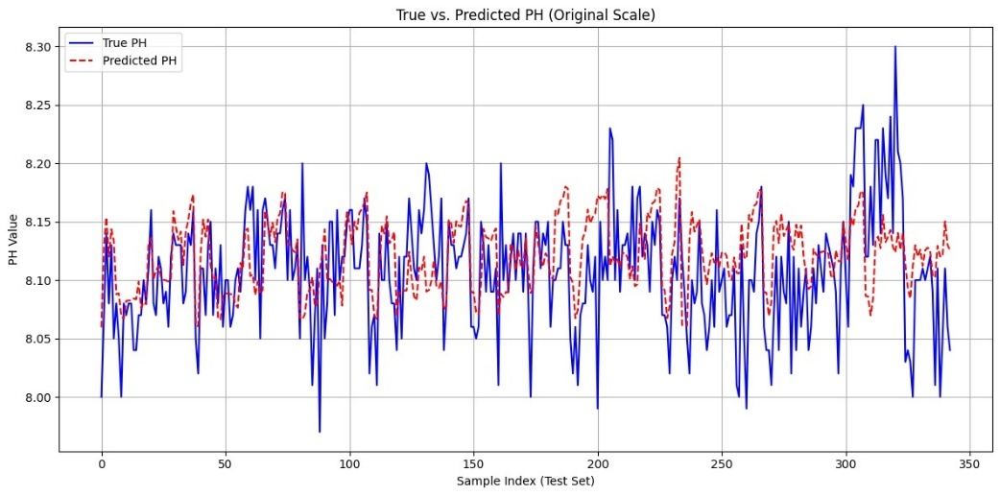 True vs. Predicted PH (Original Scale)
True PH
Predicted PH
PH Value
8.30
8.25
8.20
8.15
8.10
8.05
8.00
0 50 100 150 200 250 300 350
Sample Index (Test Set)